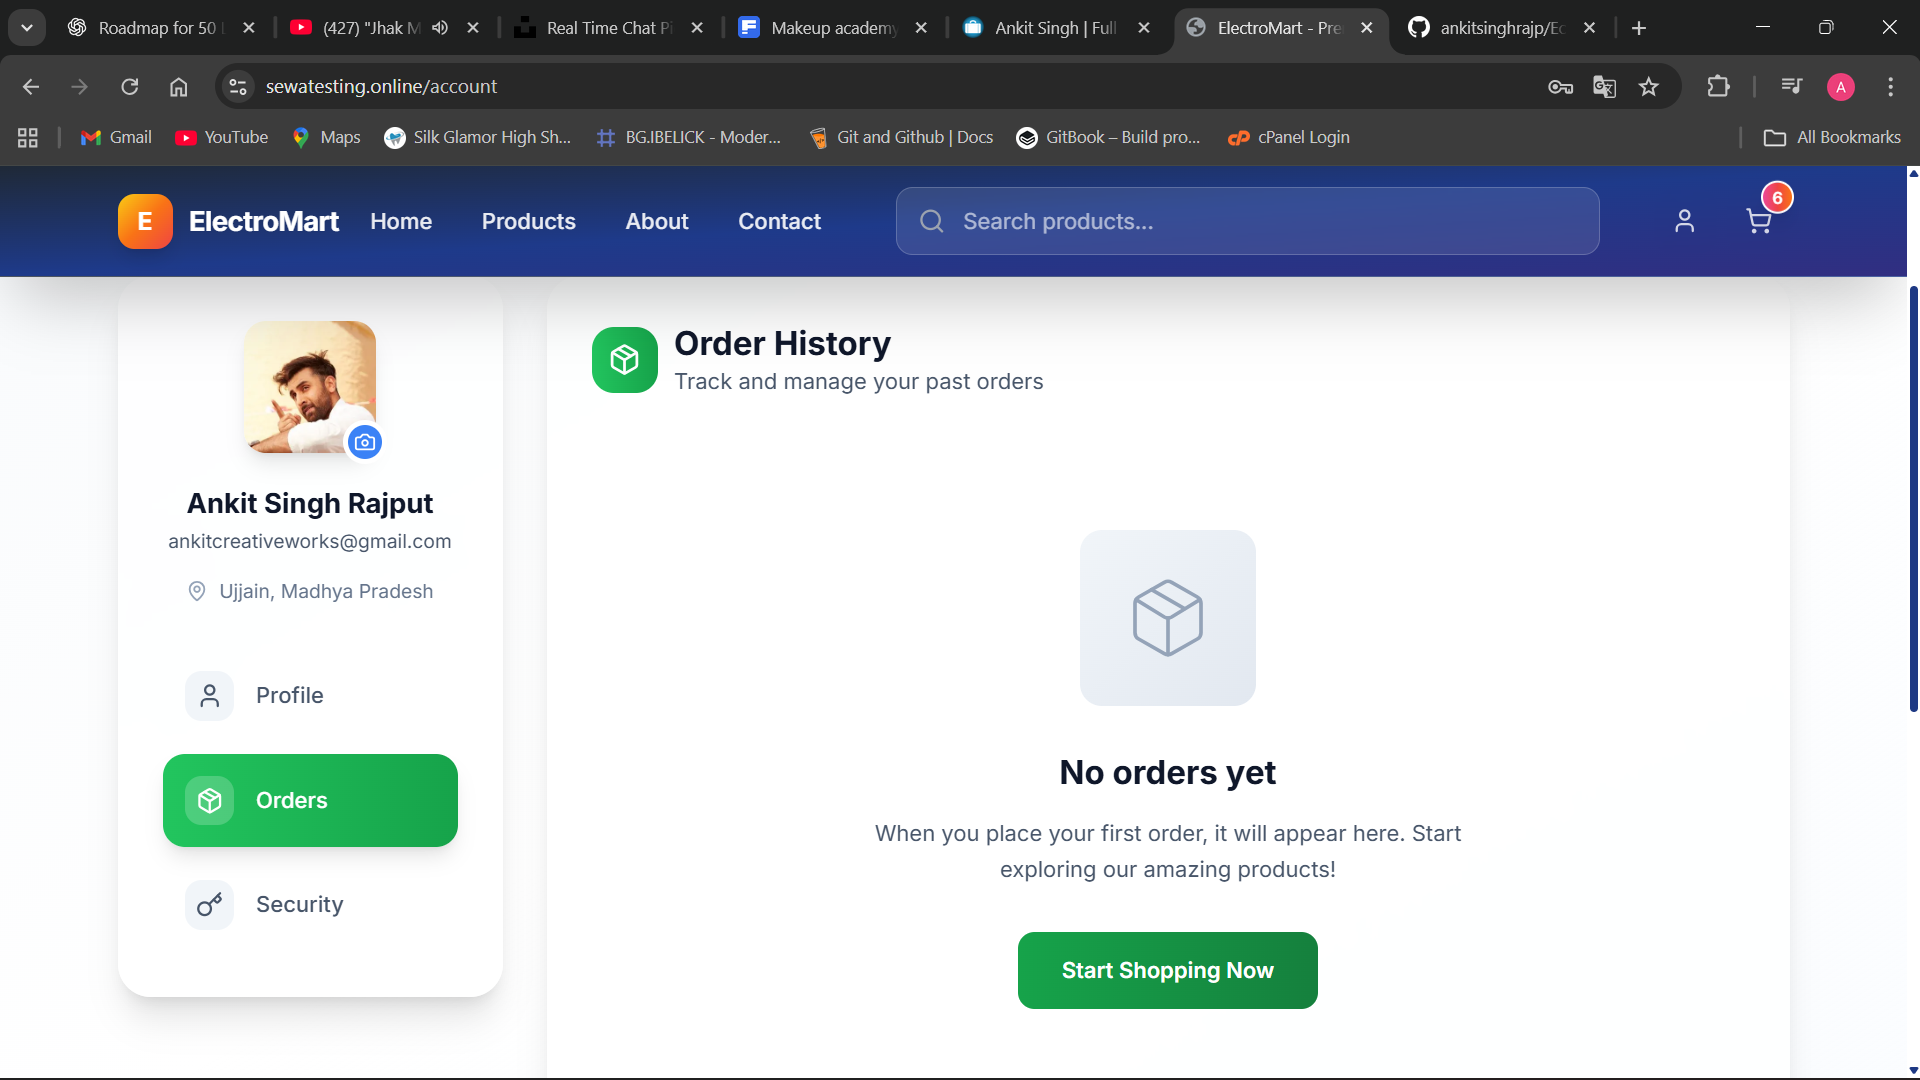 Roadmap for 50
(427) "Jhak M
Real Time Chat Pi
Makeup academy
Ankit Singh | Full
ElectroMart - Pre
ankitsinghrajp/Ec
sewatesting.online/account
A
Gmail
YouTube
Maps
Silk Glamor High Sh...
BG.IBELICK - Moder...
Git and Github | Docs
GitBook – Build pro...
cP cPanel Login
All Bookmarks
E
ElectroMart
Home
Products
About
Contact
Search products...
6
Ankit Singh Rajput
ankitcreativeworks@gmail.com
Ujjain, Madhya Pradesh
Profile
Orders
Security
Order History
Track and manage your past orders
No orders yet
When you place your first order, it will appear here. Start
exploring our amazing products!
Start Shopping Now